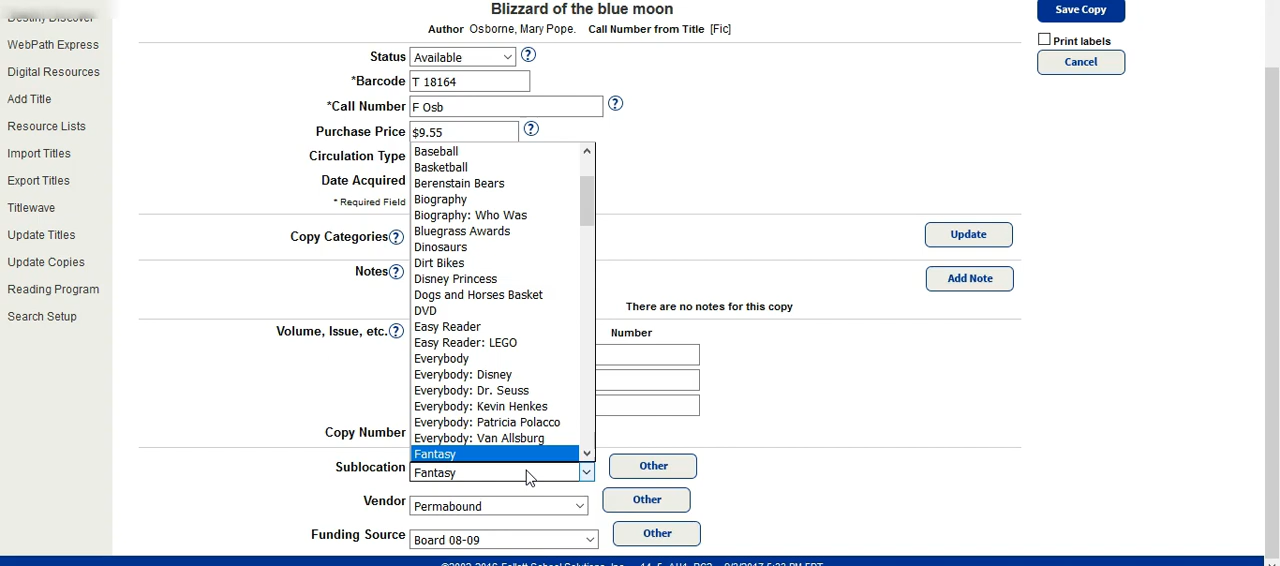 Blizzard of the blue moon
Author Osborne, Mary Pope. Call Number from Title [Fic]
Save Copy
Print labels
Cancel
Destiny Discover
WebPath Express
Digital Resources
Add Title
Resource Lists
Import Titles
Export Titles
Titlewave
Update Titles
Update Copies
Reading Program
Search Setup
Status Available ?
*Barcode T 18164
*Call Number F Osb ?
Purchase Price $9.55 ?
Circulation Type
Date Acquired
* Required Field
Copy Categories ? Update
Notes ? Add Note
There are no notes for this copy
Volume, Issue, etc. ? Number
Copy Number
Baseball
Basketball
Berenstain Bears
Biography
Biography: Who Was
Bluegrass Awards
Dinosaurs
Dirt Bikes
Disney Princess
Dogs and Horses Basket
DVD
Easy Reader
Easy Reader: LEGO
Everybody
Everybody: Disney
Everybody: Dr. Seuss
Everybody: Kevin Henkes
Everybody: Patricia Polacco
Everybody: Van Allsburg
Fantasy
Sublocation Fantasy Other
Vendor Permabound Other
Funding Source Board 08-09 Other